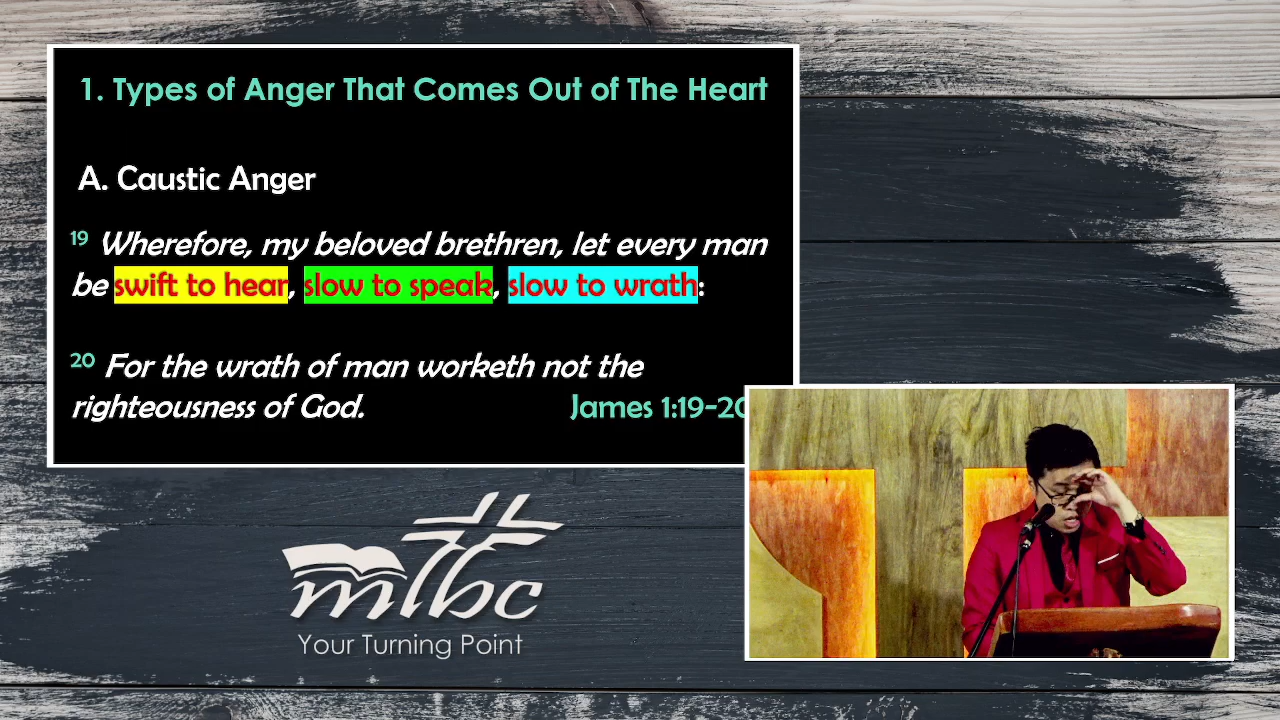 1. Types of Anger That Comes Out of The Heart
A. Caustic Anger
19 Wherefore, my beloved brethren, let every man
be swift to hear, slow to speak, slow to wrath:
20 For the wrath of man worketh not the
righteousness of God. James 1:19-20
mlbc
Your Turning Point